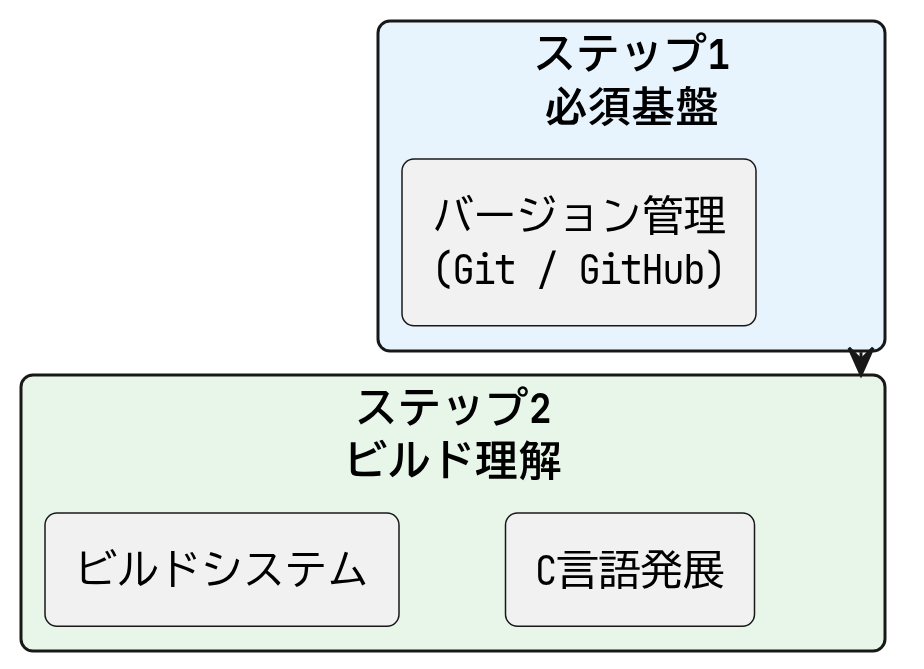 ステップ1
必須基盤
バージョン管理
(Git / GitHub)
ステップ2
ビルド理解
ビルドシステム
C言語発展